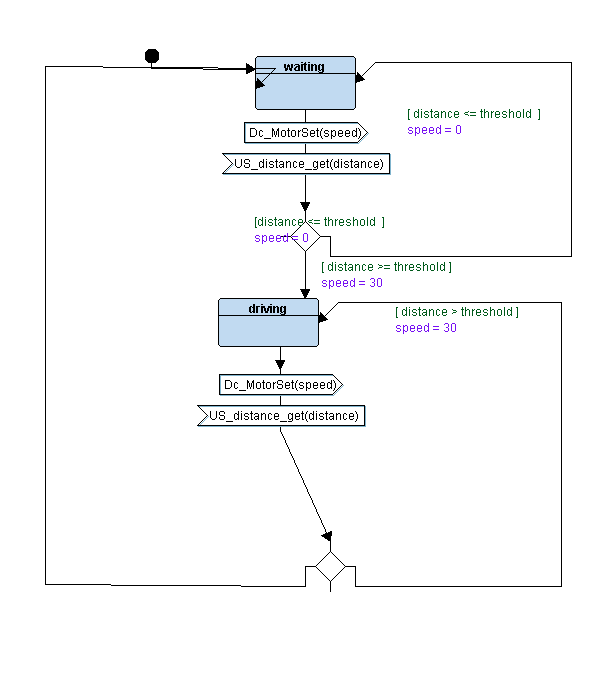 waiting
[ distance <= threshold  ]
speed = 0
Dc_MotorSet(speed)
US_distance_get(distance)
[distance <= threshold  ]
speed = 0
[ distance >= threshold ]
speed = 30
driving
[ distance > threshold ]
speed = 30
Dc_MotorSet(speed)
US_distance_get(distance)